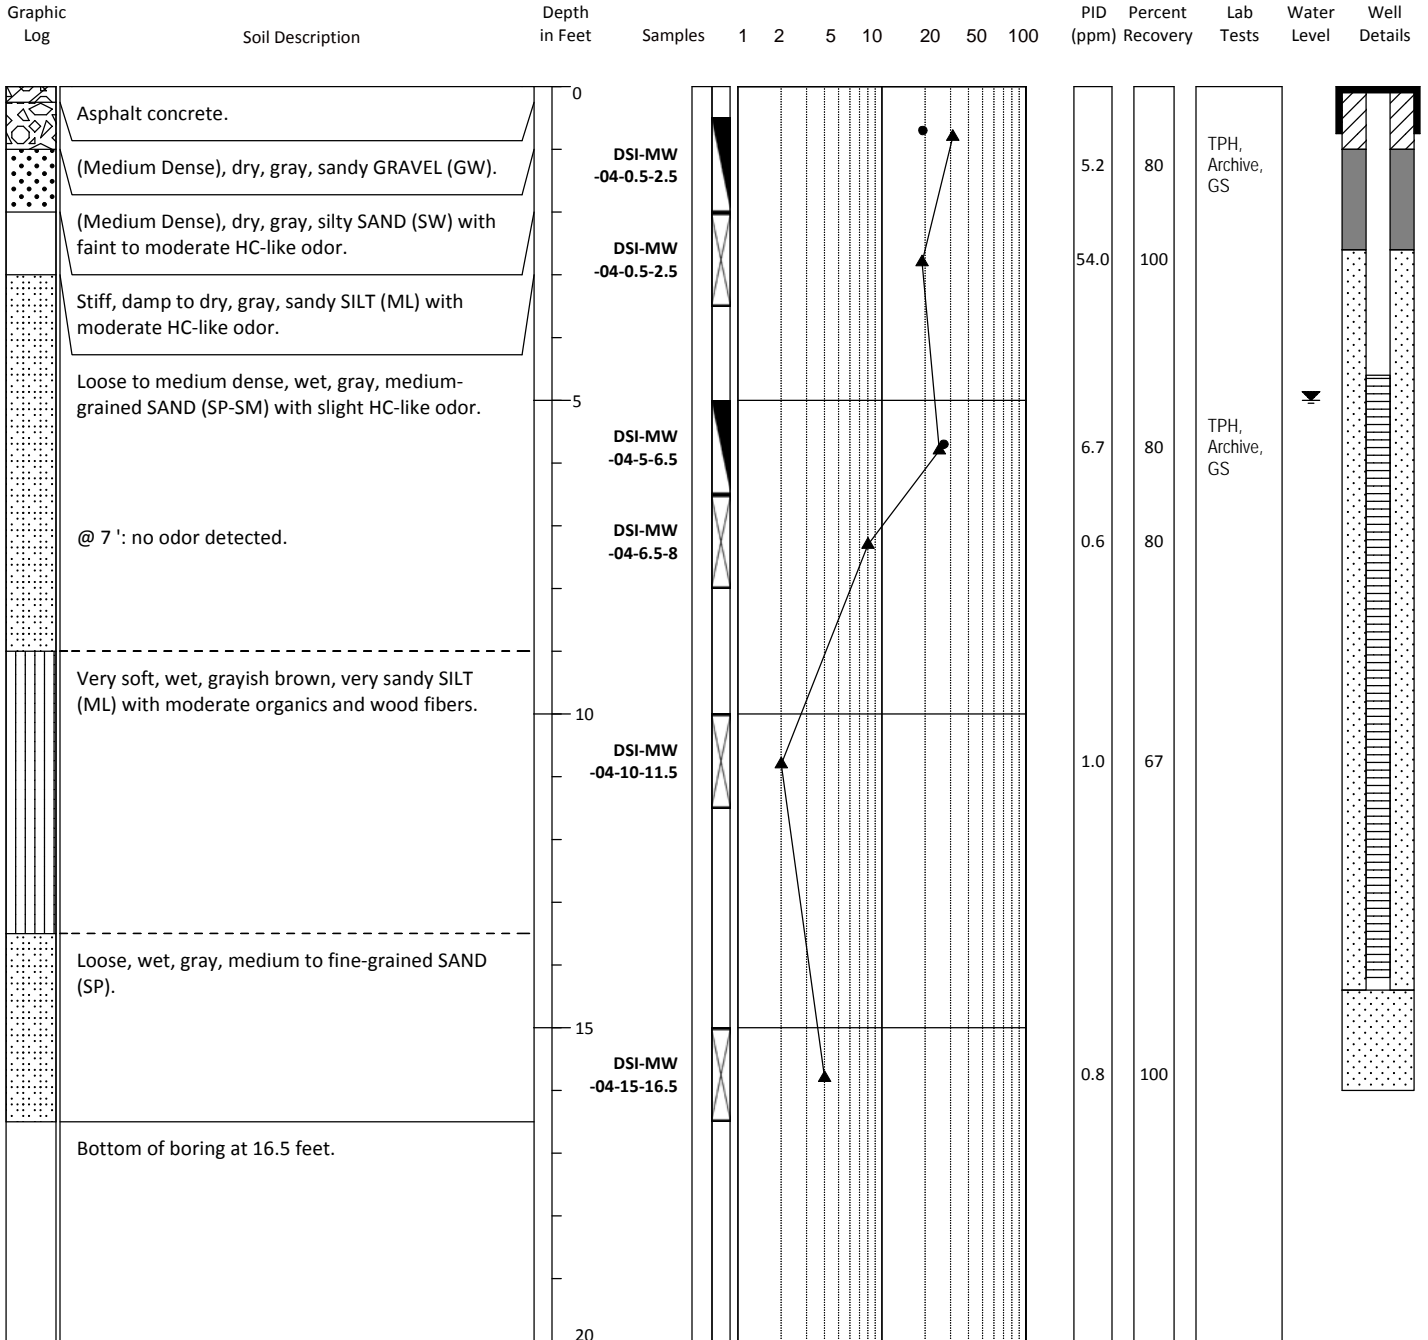 Graphic Log
Soil Description
Depth in Feet
Samples
1 2 5 10 20 50 100
PID (ppm)
Percent Recovery
Lab Tests
Water Level
Well Details
0
Asphalt concrete.
(Medium Dense), dry, gray, sandy GRAVEL (GW).
DSI-MW
-04-0.5-2.5
5.2
80
TPH,
Archive,
GS
(Medium Dense), dry, gray, silty SAND (SW) with
faint to moderate HC-like odor.
DSI-MW
-04-0.5-2.5
54.0
100
Stiff, damp to dry, gray, sandy SILT (ML) with
moderate HC-like odor.
Loose to medium dense, wet, gray, medium-
grained SAND (SP-SM) with slight HC-like odor.
5
DSI-MW
-04-5-6.5
6.7
80
TPH,
Archive,
GS
@ 7 ': no odor detected.
DSI-MW
-04-6.5-8
0.6
80
Very soft, wet, grayish brown, very sandy SILT
(ML) with moderate organics and wood fibers.
10
DSI-MW
-04-10-11.5
1.0
67
Loose, wet, gray, medium to fine-grained SAND
(SP).
15
DSI-MW
-04-15-16.5
0.8
100
Bottom of boring at 16.5 feet.
20